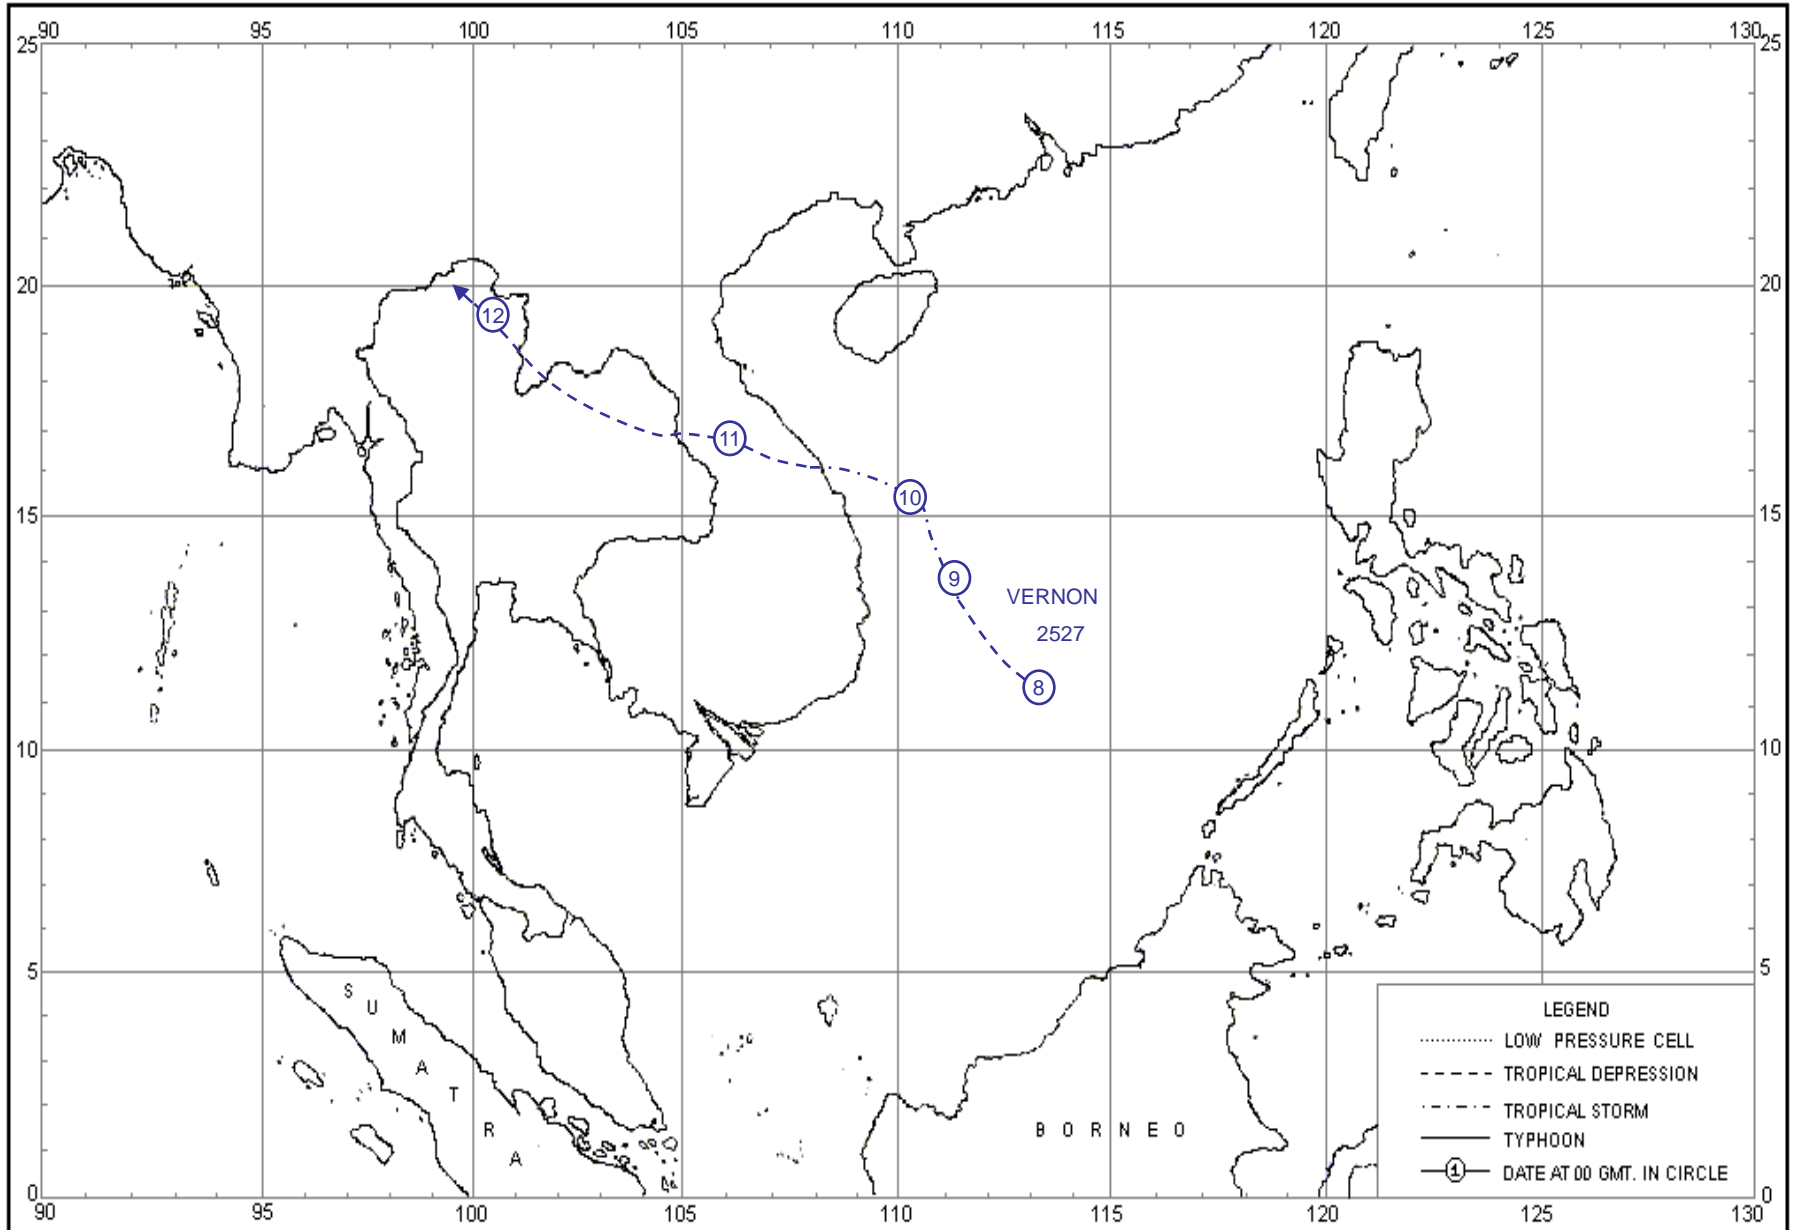 90 95 100 105 110 115 120 125 130
25 25
20 20
12
11
10
15 15
9
VERNON
2527
8
10 10
5 5
S U M A T R A
LEGEND
LOW PRESSURE CELL
TROPICAL DEPRESSION
TROPICAL STORM
B O R N E O
TYPHOON
1 DATE AT 00 GMT. IN CIRCLE
0 0
90 95 100 105 110 115 120 125 130